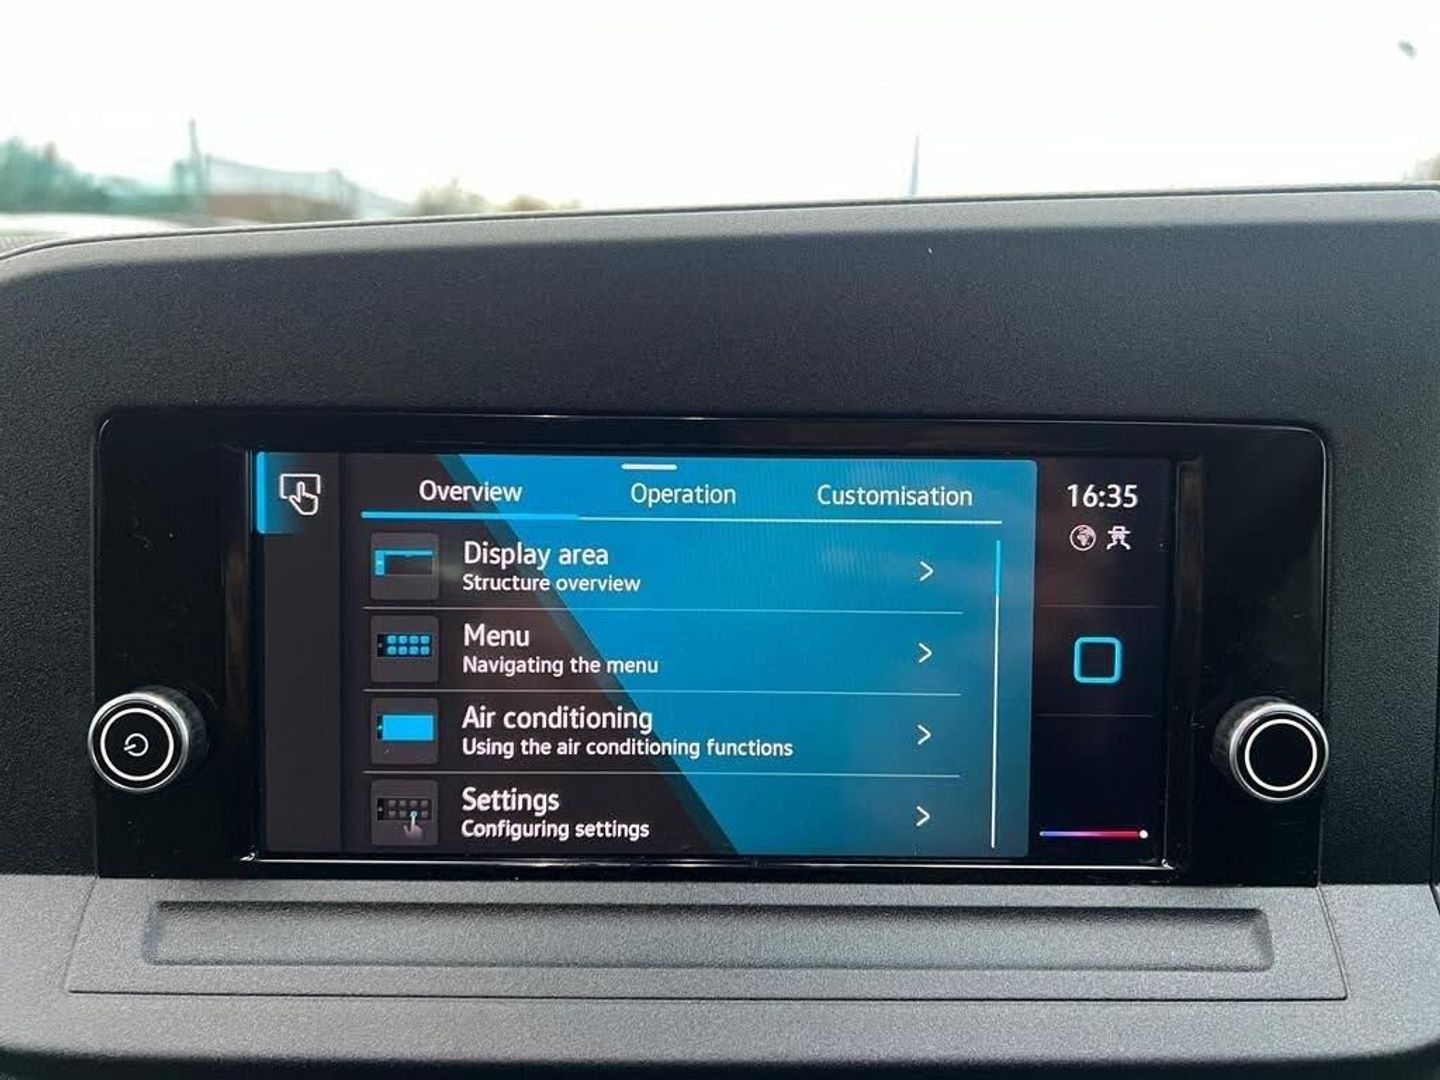 Overview
Operation
Customisation
16:35
Display area
Structure overview
Menu
Navigating the menu
Air conditioning
Using the air conditioning functions
Settings
Configuring settings